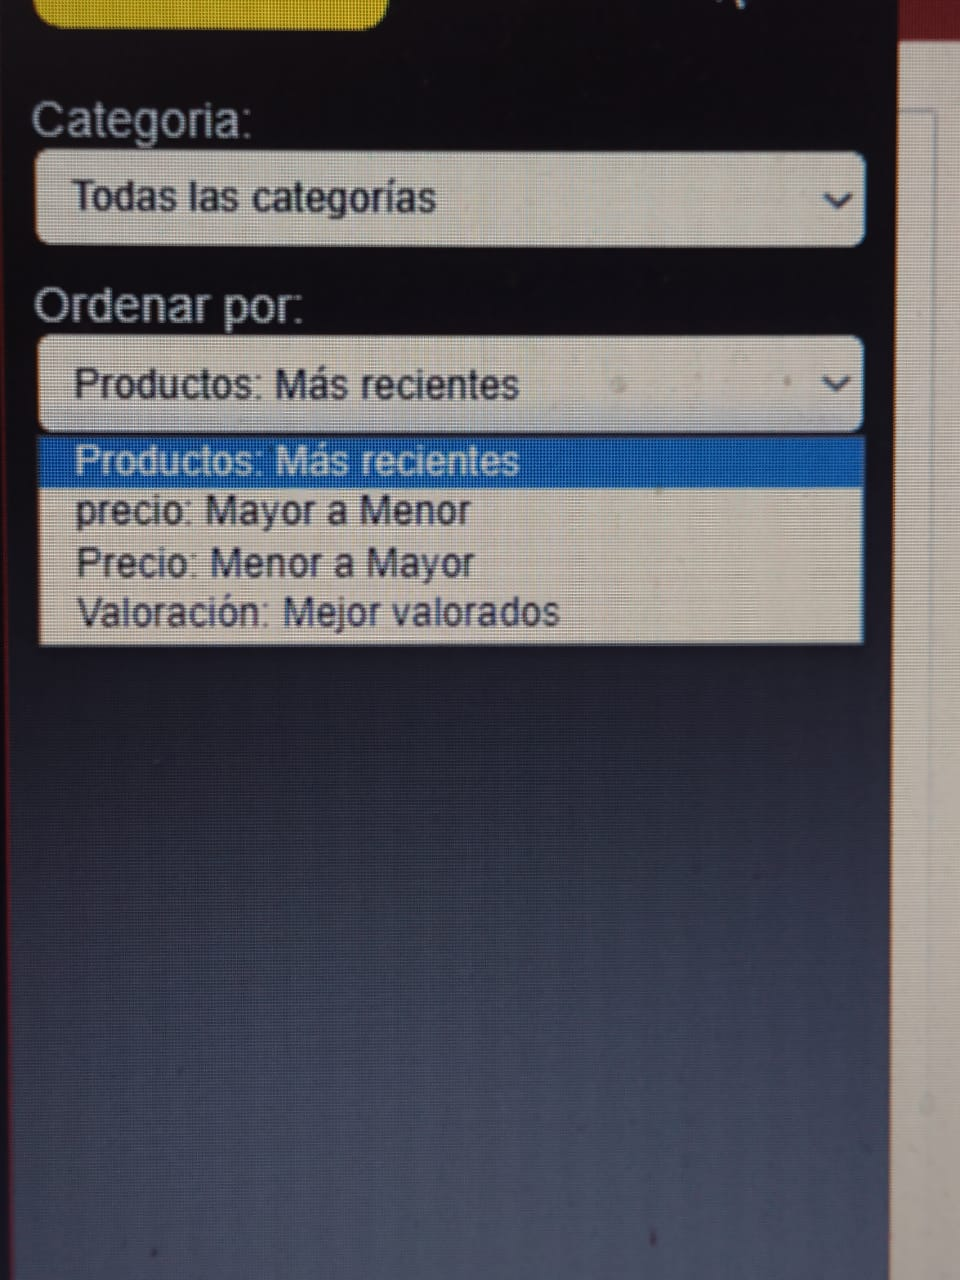 Categoria:
Todas las categorías
Ordenar por:
Productos: Más recientes
Productos: Más recientes
precio: Mayor a Menor
Precio: Menor a Mayor
Valoración: Mejor valorados